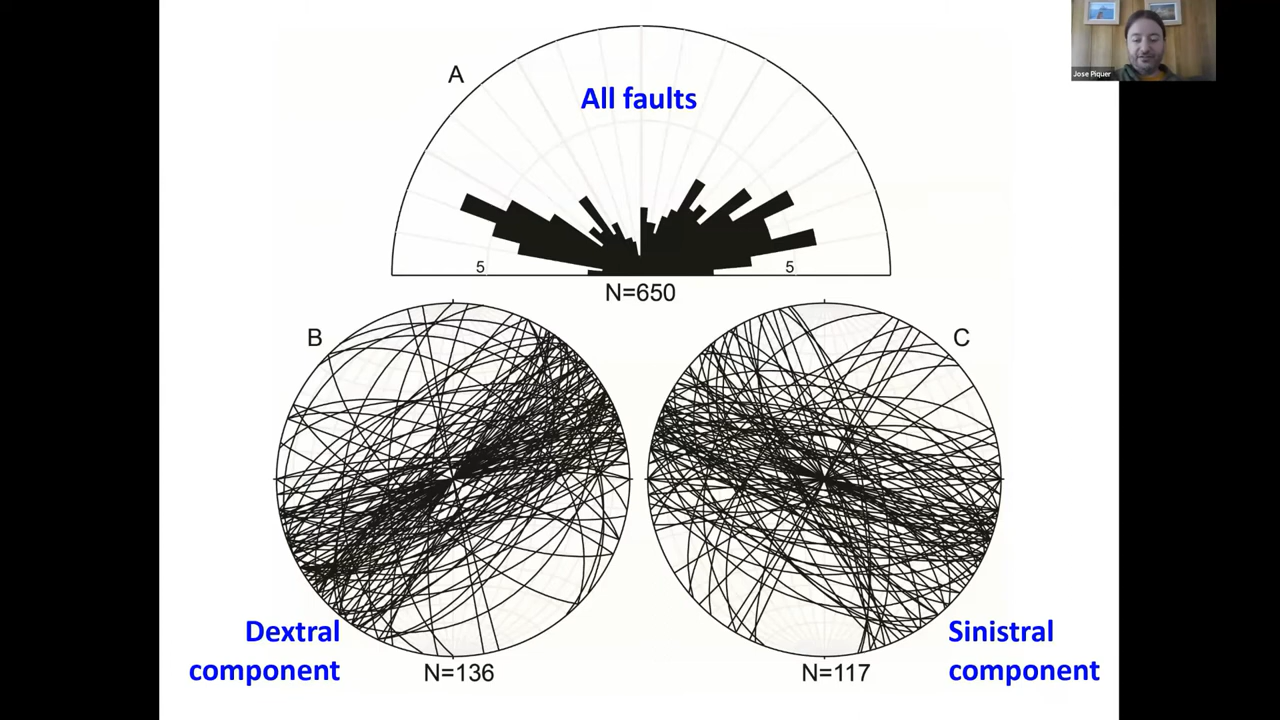 Jose Piquer
A
All faults
5
5
N=650
B
C
Dextral
component
N=136
N=117
Sinistral
component